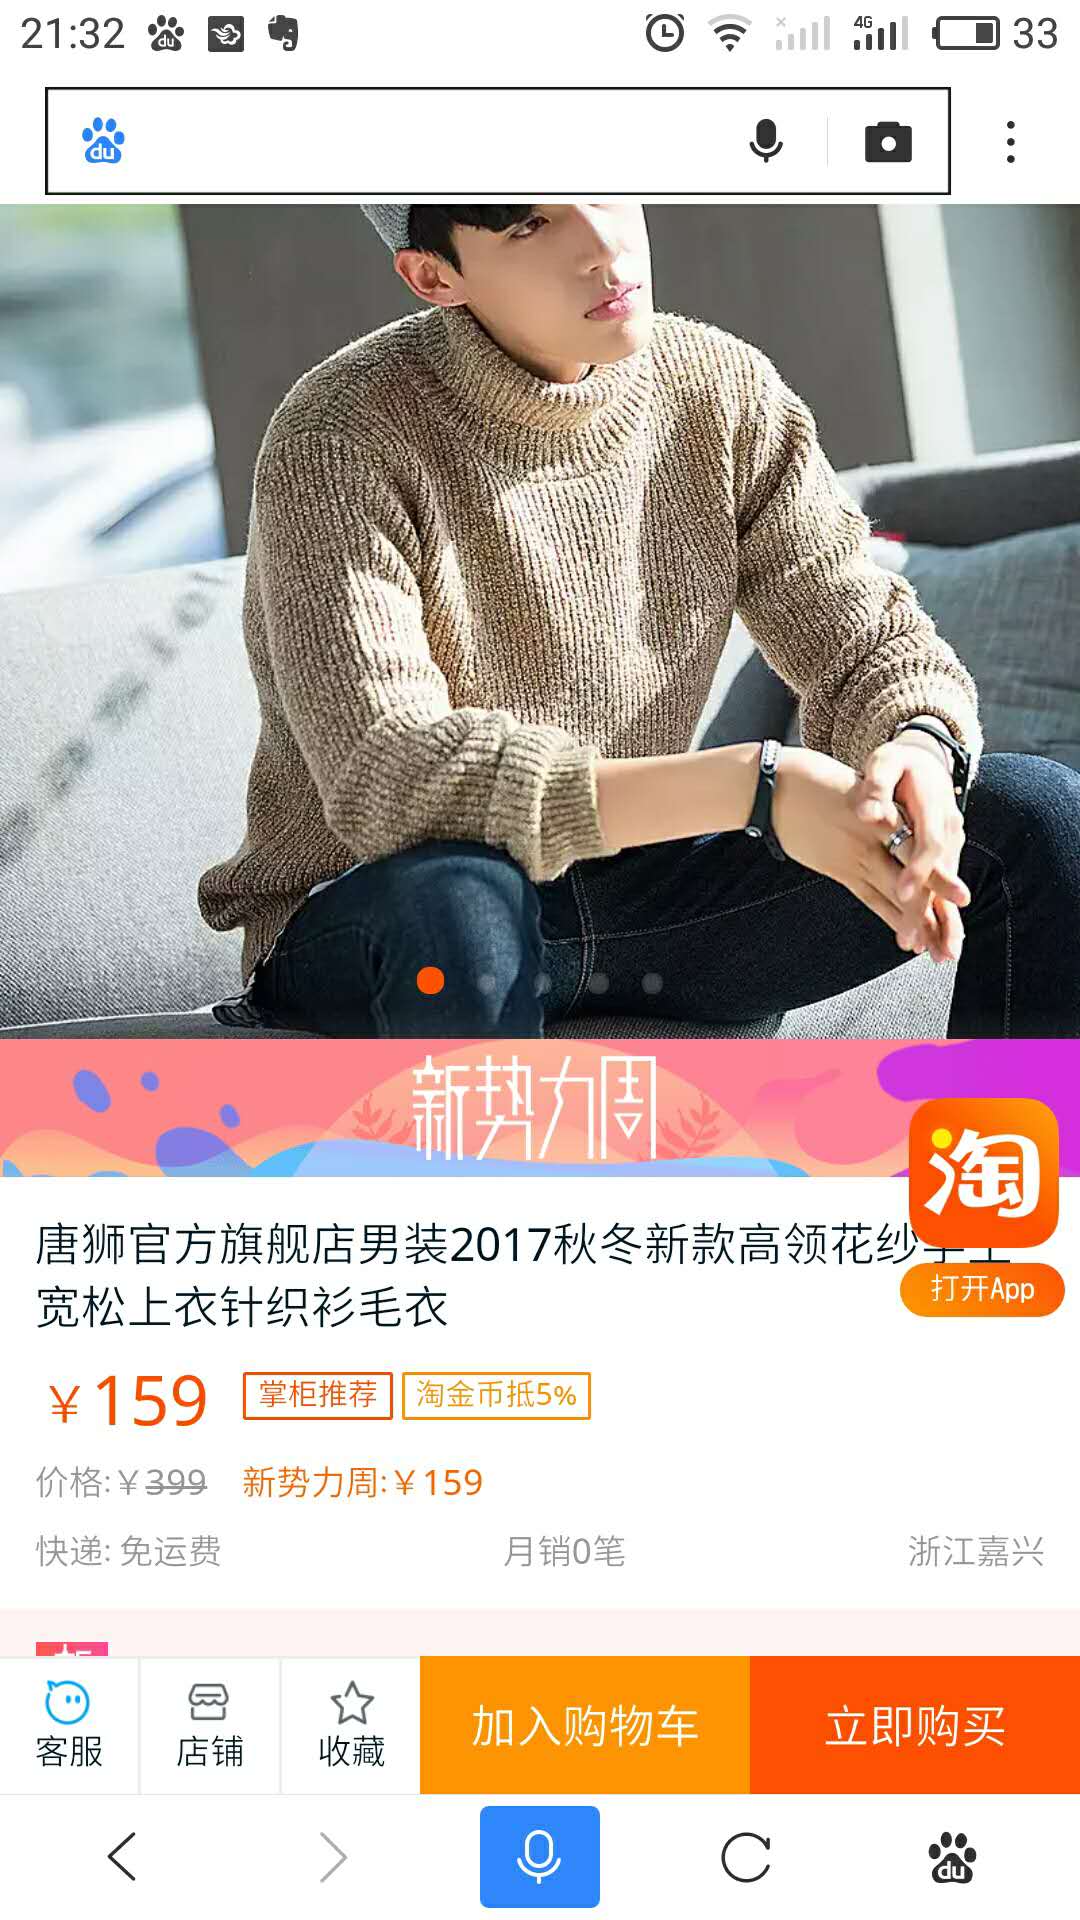 21:32
4G
33
du
新势力周
淘
唐狮官方旗舰店男装2017秋冬新款高领花纱
宽松上衣针织衫毛衣
打开App
￥159
掌柜推荐
淘金币抵5%
价格:￥399
新势力周:￥159
快递: 免运费
月销0笔
浙江嘉兴
客服
店铺
收藏
加入购物车
立即购买
du